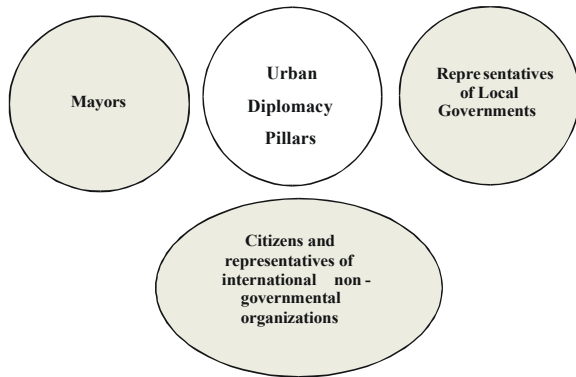 Mayors
Urban
Diplomacy
Pillars
Repre sentatives
of Local
Governments
Citizens and
representatives of
international non -
governmental
organizations